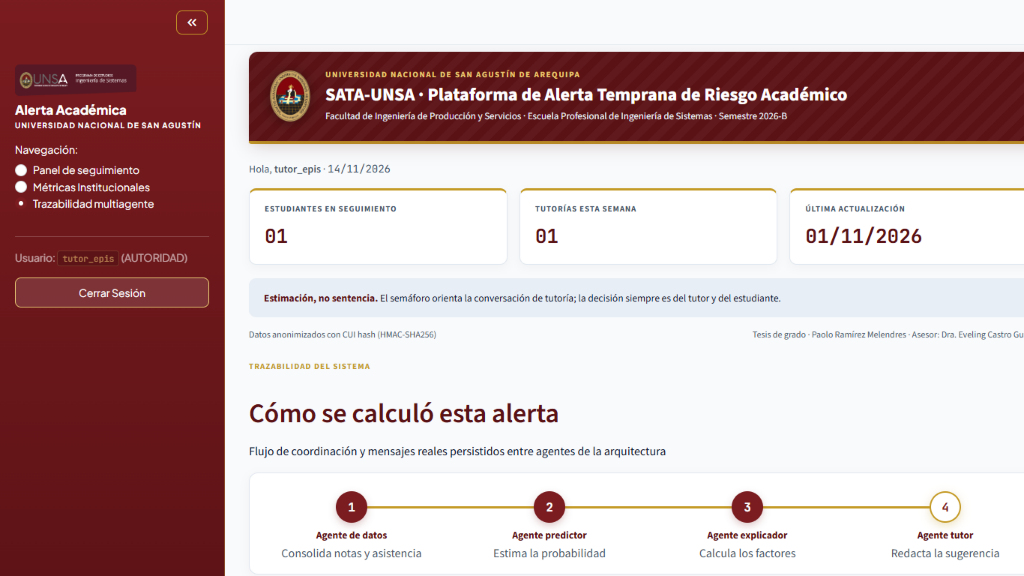 «
UNSA
Ingeniería de Sistemas
Alerta Académica
UNIVERSIDAD NACIONAL DE SAN AGUSTÍN
Navegación:
Panel de seguimiento
Métricas Institucionales
Trazabilidad multiagente
Usuario: tutor_epis (AUTORIDAD)
Cerrar Sesión
UNIVERSIDAD NACIONAL DE SAN AGUSTÍN DE AREQUIPA
SATA-UNSA · Plataforma de Alerta Temprana de Riesgo Académico
Facultad de Ingeniería de Producción y Servicios · Escuela Profesional de Ingeniería de Sistemas · Semestre 2026-B
Hola, tutor_epis · 14/11/2026
ESTUDIANTES EN SEGUIMIENTO
01
TUTORÍAS ESTA SEMANA
01
ÚLTIMA ACTUALIZACIÓN
01/11/2026
Estimación, no sentencia. El semáforo orienta la conversación de tutoría; la decisión siempre es del tutor y del estudiante.
Datos anonimizados con CUI hash (HMAC-SHA256)
Tesis de grado · Paolo Ramírez Melendres · Asesor: Dra. Eveling Castro Gu
TRAZABILIDAD DEL SISTEMA
Cómo se calculó esta alerta
Flujo de coordinación y mensajes reales persistidos entre agentes de la arquitectura
1
Agente de datos
Consolida notas y asistencia
2
Agente predictor
Estima la probabilidad
3
Agente explicador
Calcula los factores
4
Agente tutor
Redacta la sugerencia